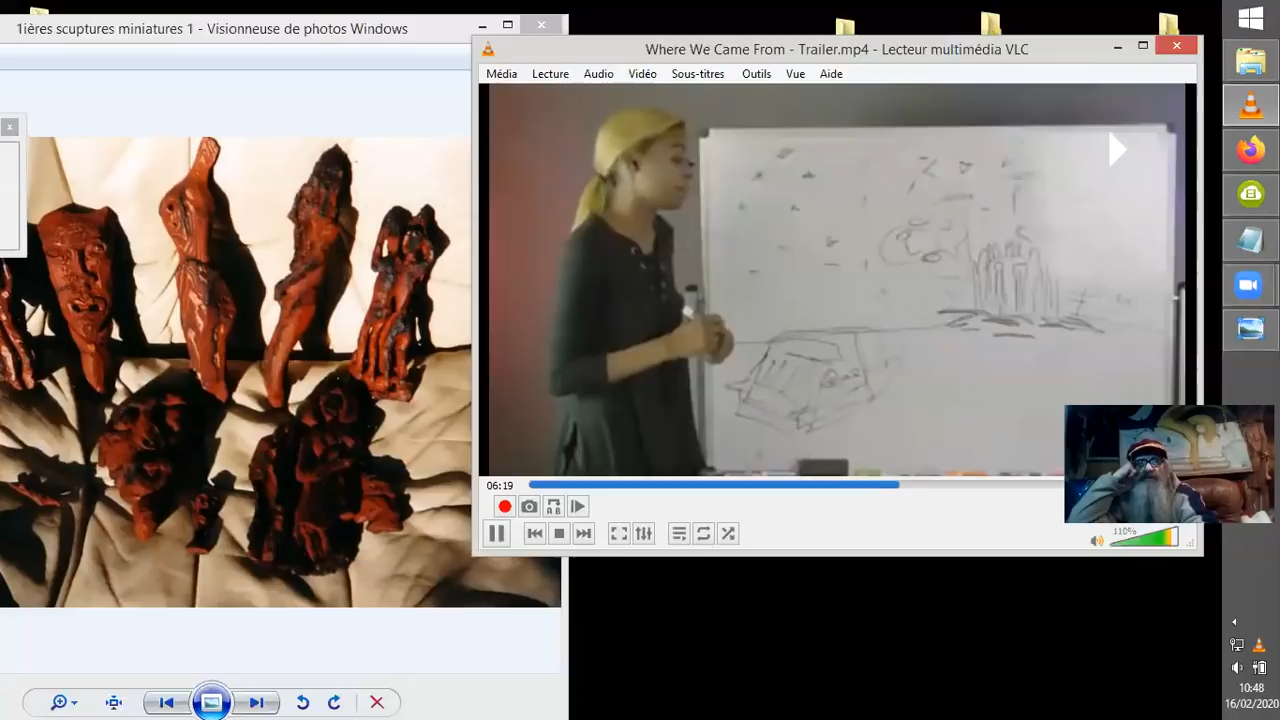 1ières scuptures miniatures 1 - Visionneuse de photos Windows
Where We Came From - Trailer.mp4 - Lecteur multimédia VLC
Média Lecture Audio Vidéo Sous-titres Outils Vue Aide
06:19
A B
110%
10:48
16/02/2020